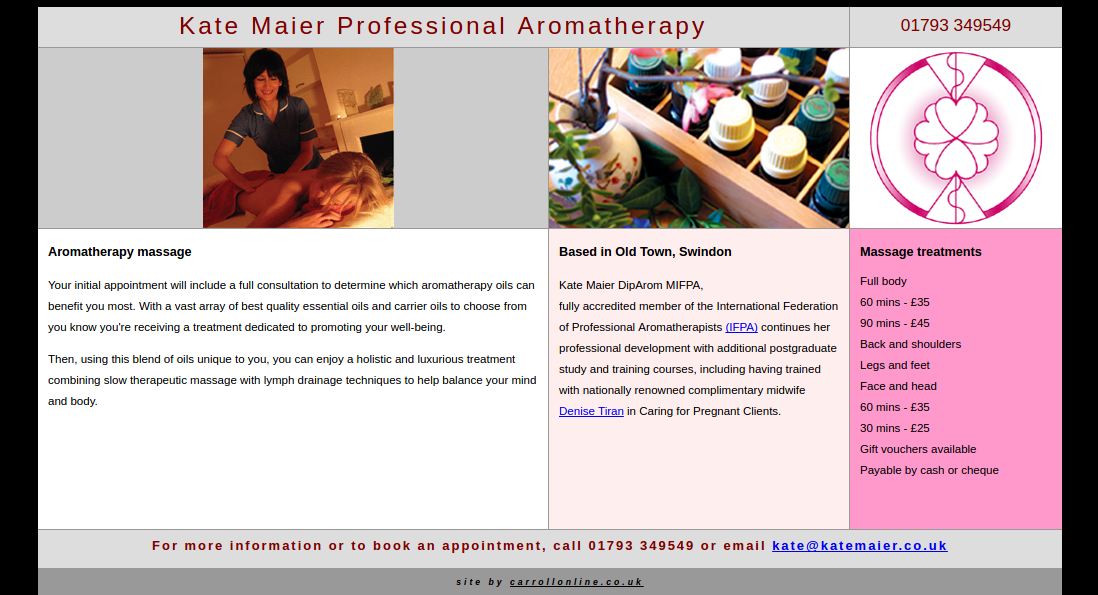 Kate Maier Professional Aromatherapy
01793 349549
Aromatherapy massage
Your initial appointment will include a full consultation to determine which aromatherapy oils can
benefit you most. With a vast array of best quality essential oils and carrier oils to choose from
you know you're receiving a treatment dedicated to promoting your well-being.
Then, using this blend of oils unique to you, you can enjoy a holistic and luxurious treatment
combining slow therapeutic massage with lymph drainage techniques to help balance your mind
and body.
Based in Old Town, Swindon
Kate Maier DipArom MIFPA,
fully accredited member of the International Federation
of Professional Aromatherapists (IFPA) continues her
professional development with additional postgraduate
study and training courses, including having trained
with nationally renowned complimentary midwife
Denise Tiran in Caring for Pregnant Clients.
Massage treatments
Full body
60 mins - £35
90 mins - £45
Back and shoulders
Legs and feet
Face and head
60 mins - £35
30 mins - £25
Gift vouchers available
Payable by cash or cheque
For more information or to book an appointment, call 01793 349549 or email kate@katemaier.co.uk
site by carrollonline.co.uk